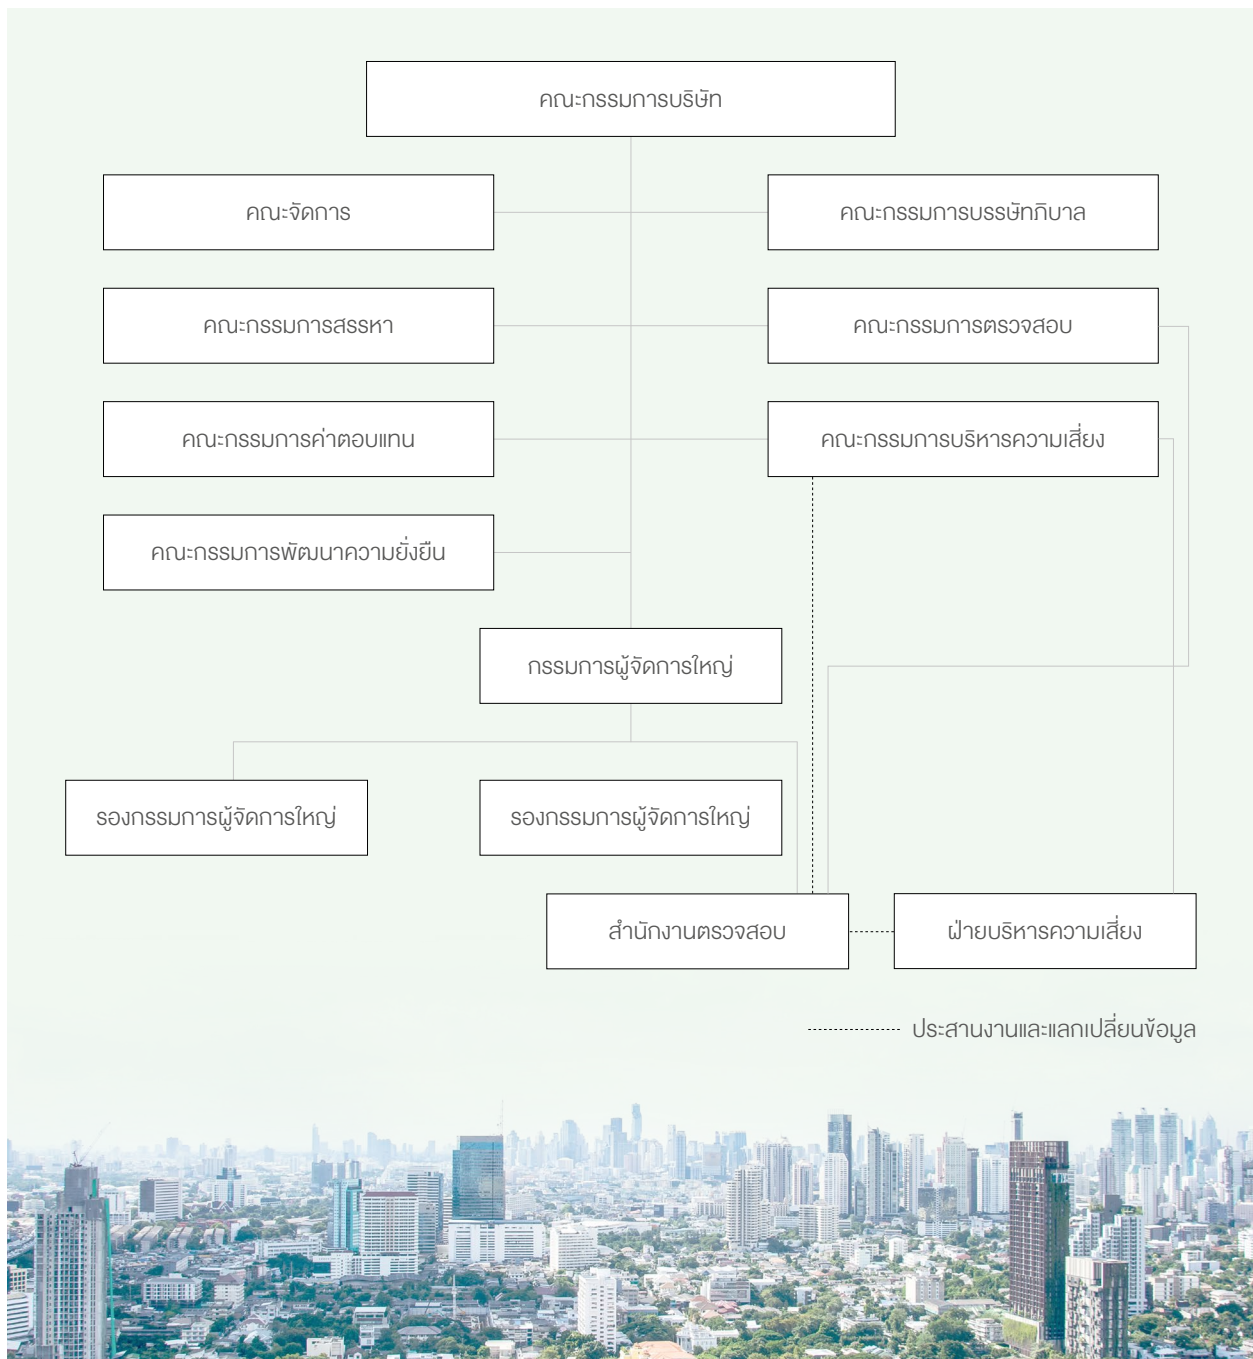 คณะกรรมการบริษัท
คณะจัดการ
คณะกรรมการบรรษัทภิบาล
คณะกรรมการสรรหา
คณะกรรมการตรวจสอบ
คณะกรรมการค่าตอบแทน
คณะกรรมการบริหารความเสี่ยง
คณะกรรมการพัฒนาความยั่งยืน
กรรมการผู้จัดการใหญ่
รองกรรมการผู้จัดการใหญ่
รองกรรมการผู้จัดการใหญ่
สำนักงานตรวจสอบ
ฝ่ายบริหารความเสี่ยง
ประสานงานและแลกเปลี่ยนข้อมูล